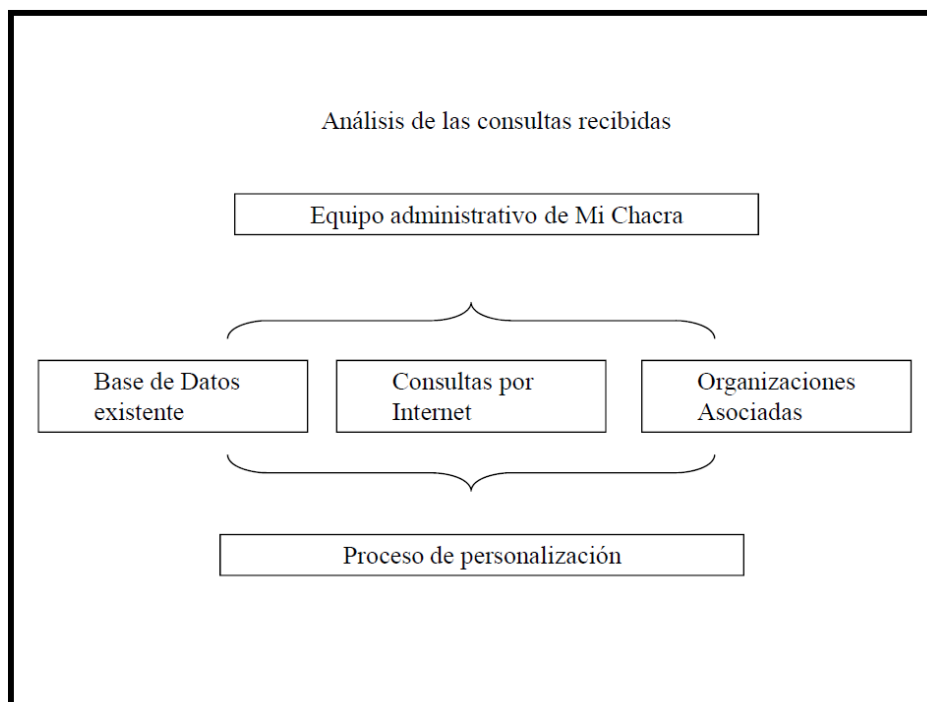 Análisis de las consultas recibidas
Equipo administrativo de Mi Chacra
Base de Datos
existente
Consultas por
Internet
Organizaciones
Asociadas
Proceso de personalización